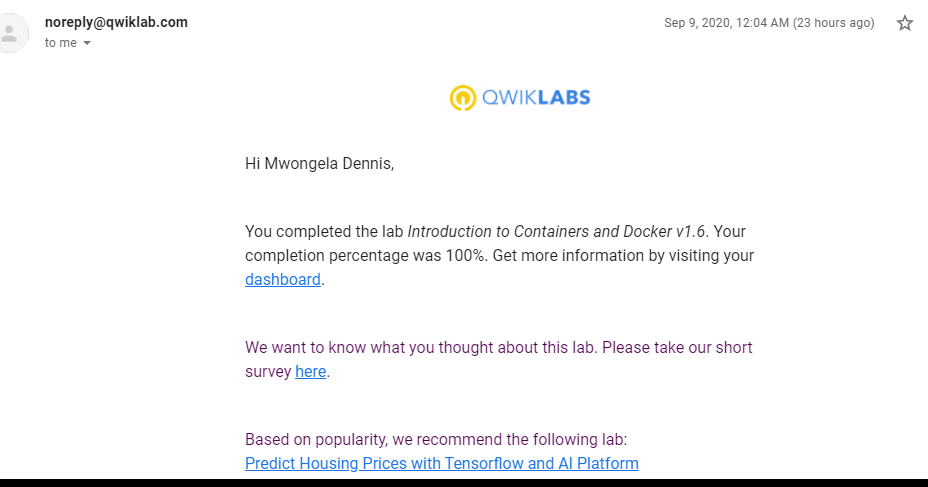 noreply@qwiklab.com
Sep 9, 2020, 12:04 AM (23 hours ago)
to me
QWIKLABS
Hi Mwongela Dennis,
You completed the lab Introduction to Containers and Docker v1.6. Your
completion percentage was 100%. Get more information by visiting your
dashboard.
We want to know what you thought about this lab. Please take our short
survey here.
Based on popularity, we recommend the following lab:
Predict Housing Prices with Tensorflow and AI Platform